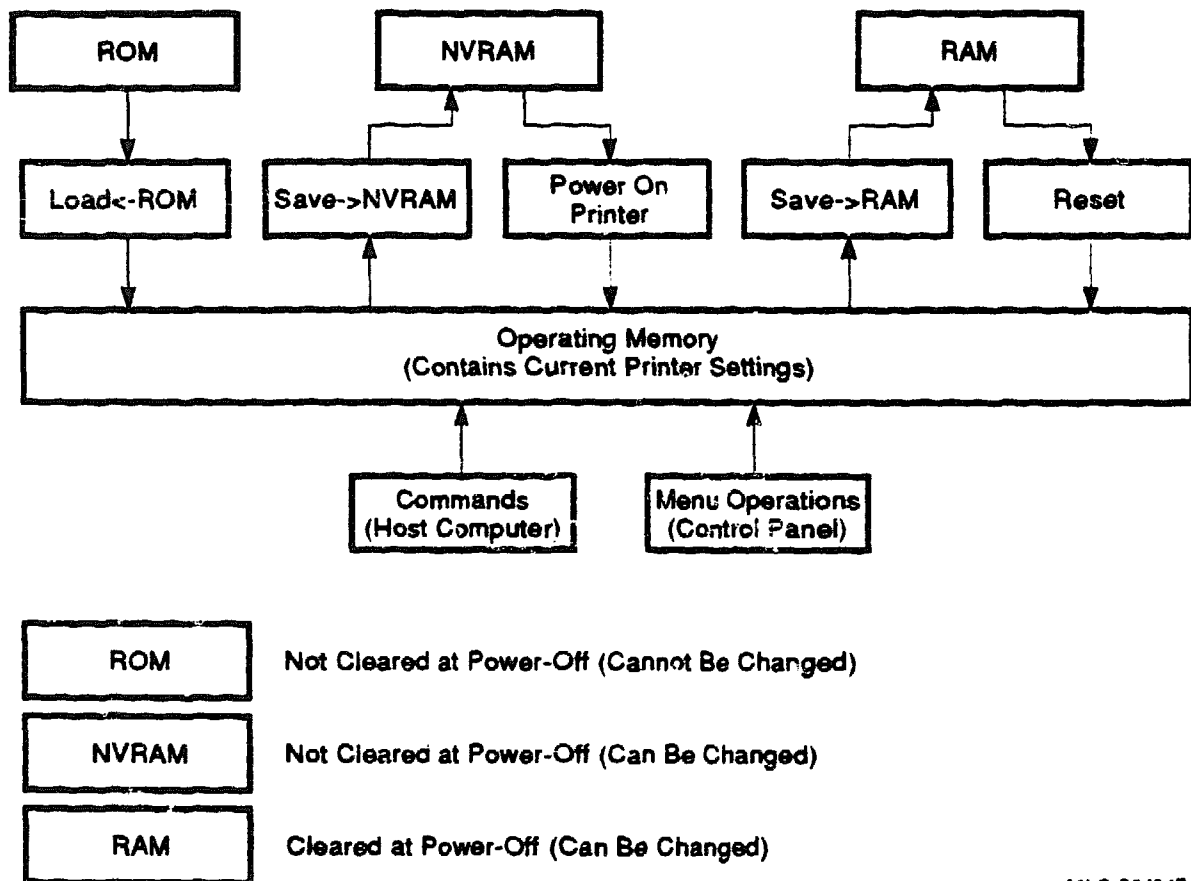 ROM
NVRAM
RAM
Load<-ROM
Save->NVRAM
Power On
Printer
Save->RAM
Reset
Operating Memory
(Contains Current Printer Settings)
Commands
(Host Computer)
Menu Operations
(Control Panel)
ROM
Not Cleared at Power-Off (Cannot Be Changed)
NVRAM
Not Cleared at Power-Off (Can Be Changed)
RAM
Cleared at Power-Off (Can Be Changed)